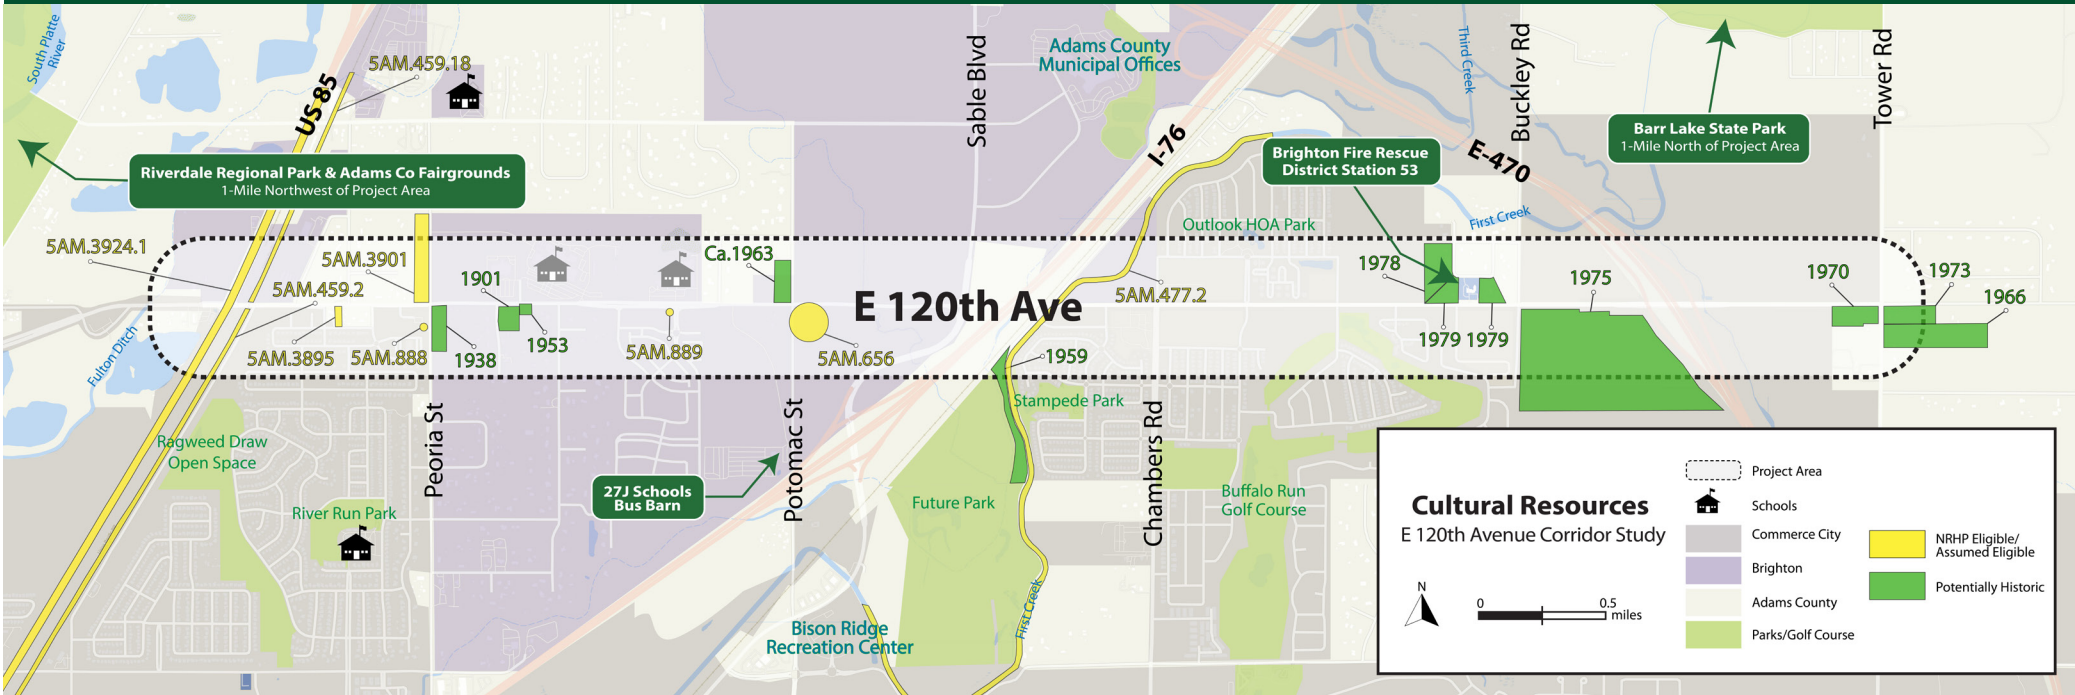 South Platte
River
US 85
5AM.459.18
Sable Blvd
Adams County
Municipal Offices
I-76
Third Creek
Buckley Rd
E-470
Tower Rd
Barr Lake State Park
1-Mile North of Project Area
Brighton Fire Rescue
District Station 53
Riverdale Regional Park & Adams Co Fairgrounds
1-Mile Northwest of Project Area
Outlook HOA Park
First Creek
5AM.3924.1
5AM.3901
5AM.459.2
1901
Ca.1963
E 120th Ave
5AM.477.2
1978
1975
1970
1973
1966
Fulton Ditch
5AM.3895
5AM.888
1938
1953
5AM.889
5AM.656
1959
1979
1979
Stampede Park
Ragweed Draw
Open Space
Peoria St
Potomac St
Chambers Rd
27J Schools
Bus Barn
River Run Park
Future Park
Buffalo Run
Golf Course
First Creek
Bison Ridge
Recreation Center
Cultural Resources
E 120th Avenue Corridor Study
N
0
0.5
miles
Project Area
Schools
Commerce City
Brighton
Adams County
Parks/Golf Course
NRHP Eligible/
Assumed Eligible
Potentially Historic